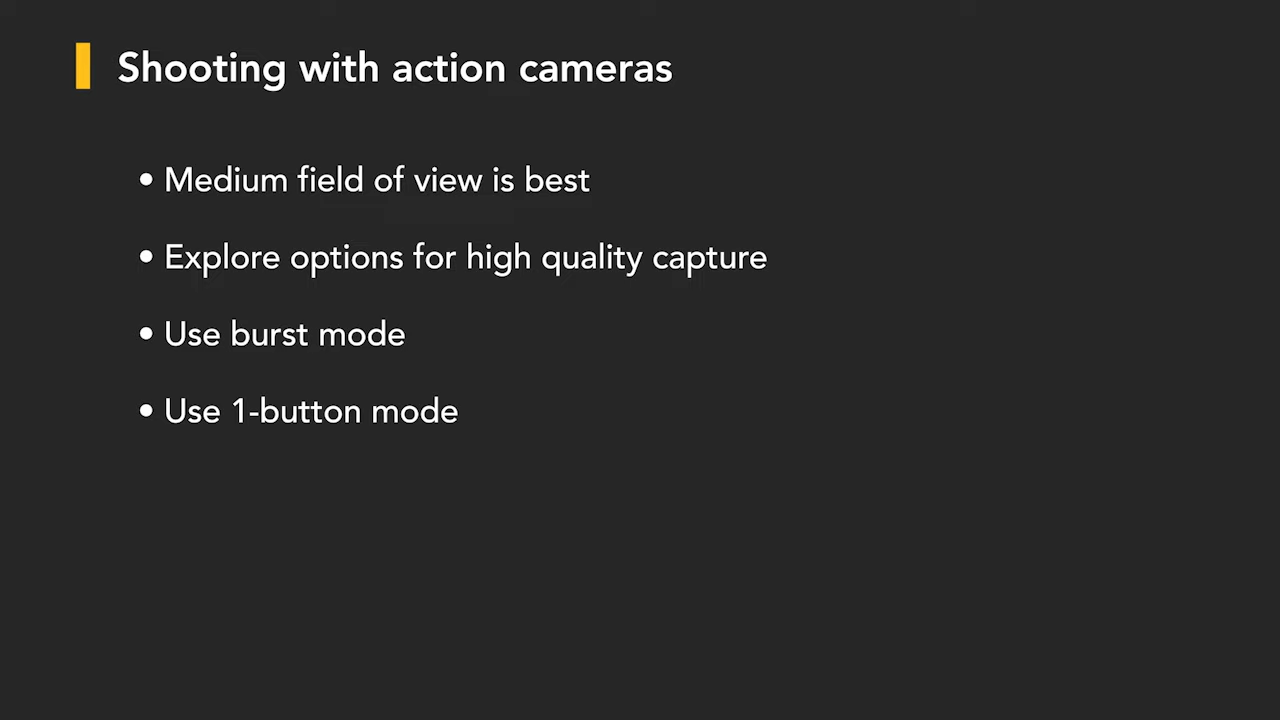 Shooting with action cameras
• Medium field of view is best
• Explore options for high quality capture
• Use burst mode
• Use 1-button mode